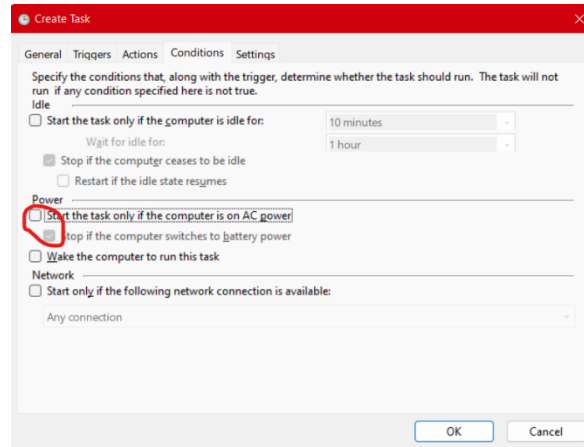 Create Task
General Triggers Actions Conditions Settings
Specify the conditions that, along with the trigger, determine whether the task should run. The task will not
run if any condition specified here is not true.
Idle
Start the task only if the computer is idle for: 10 minutes
Wait for idle for: 1 hour
Stop if the computer ceases to be idle
Restart if the idle state resumes
Power
Start the task only if the computer is on AC power
Stop if the computer switches to battery power
Wake the computer to run this task
Network
Start only if the following network connection is available:
Any connection
OK Cancel